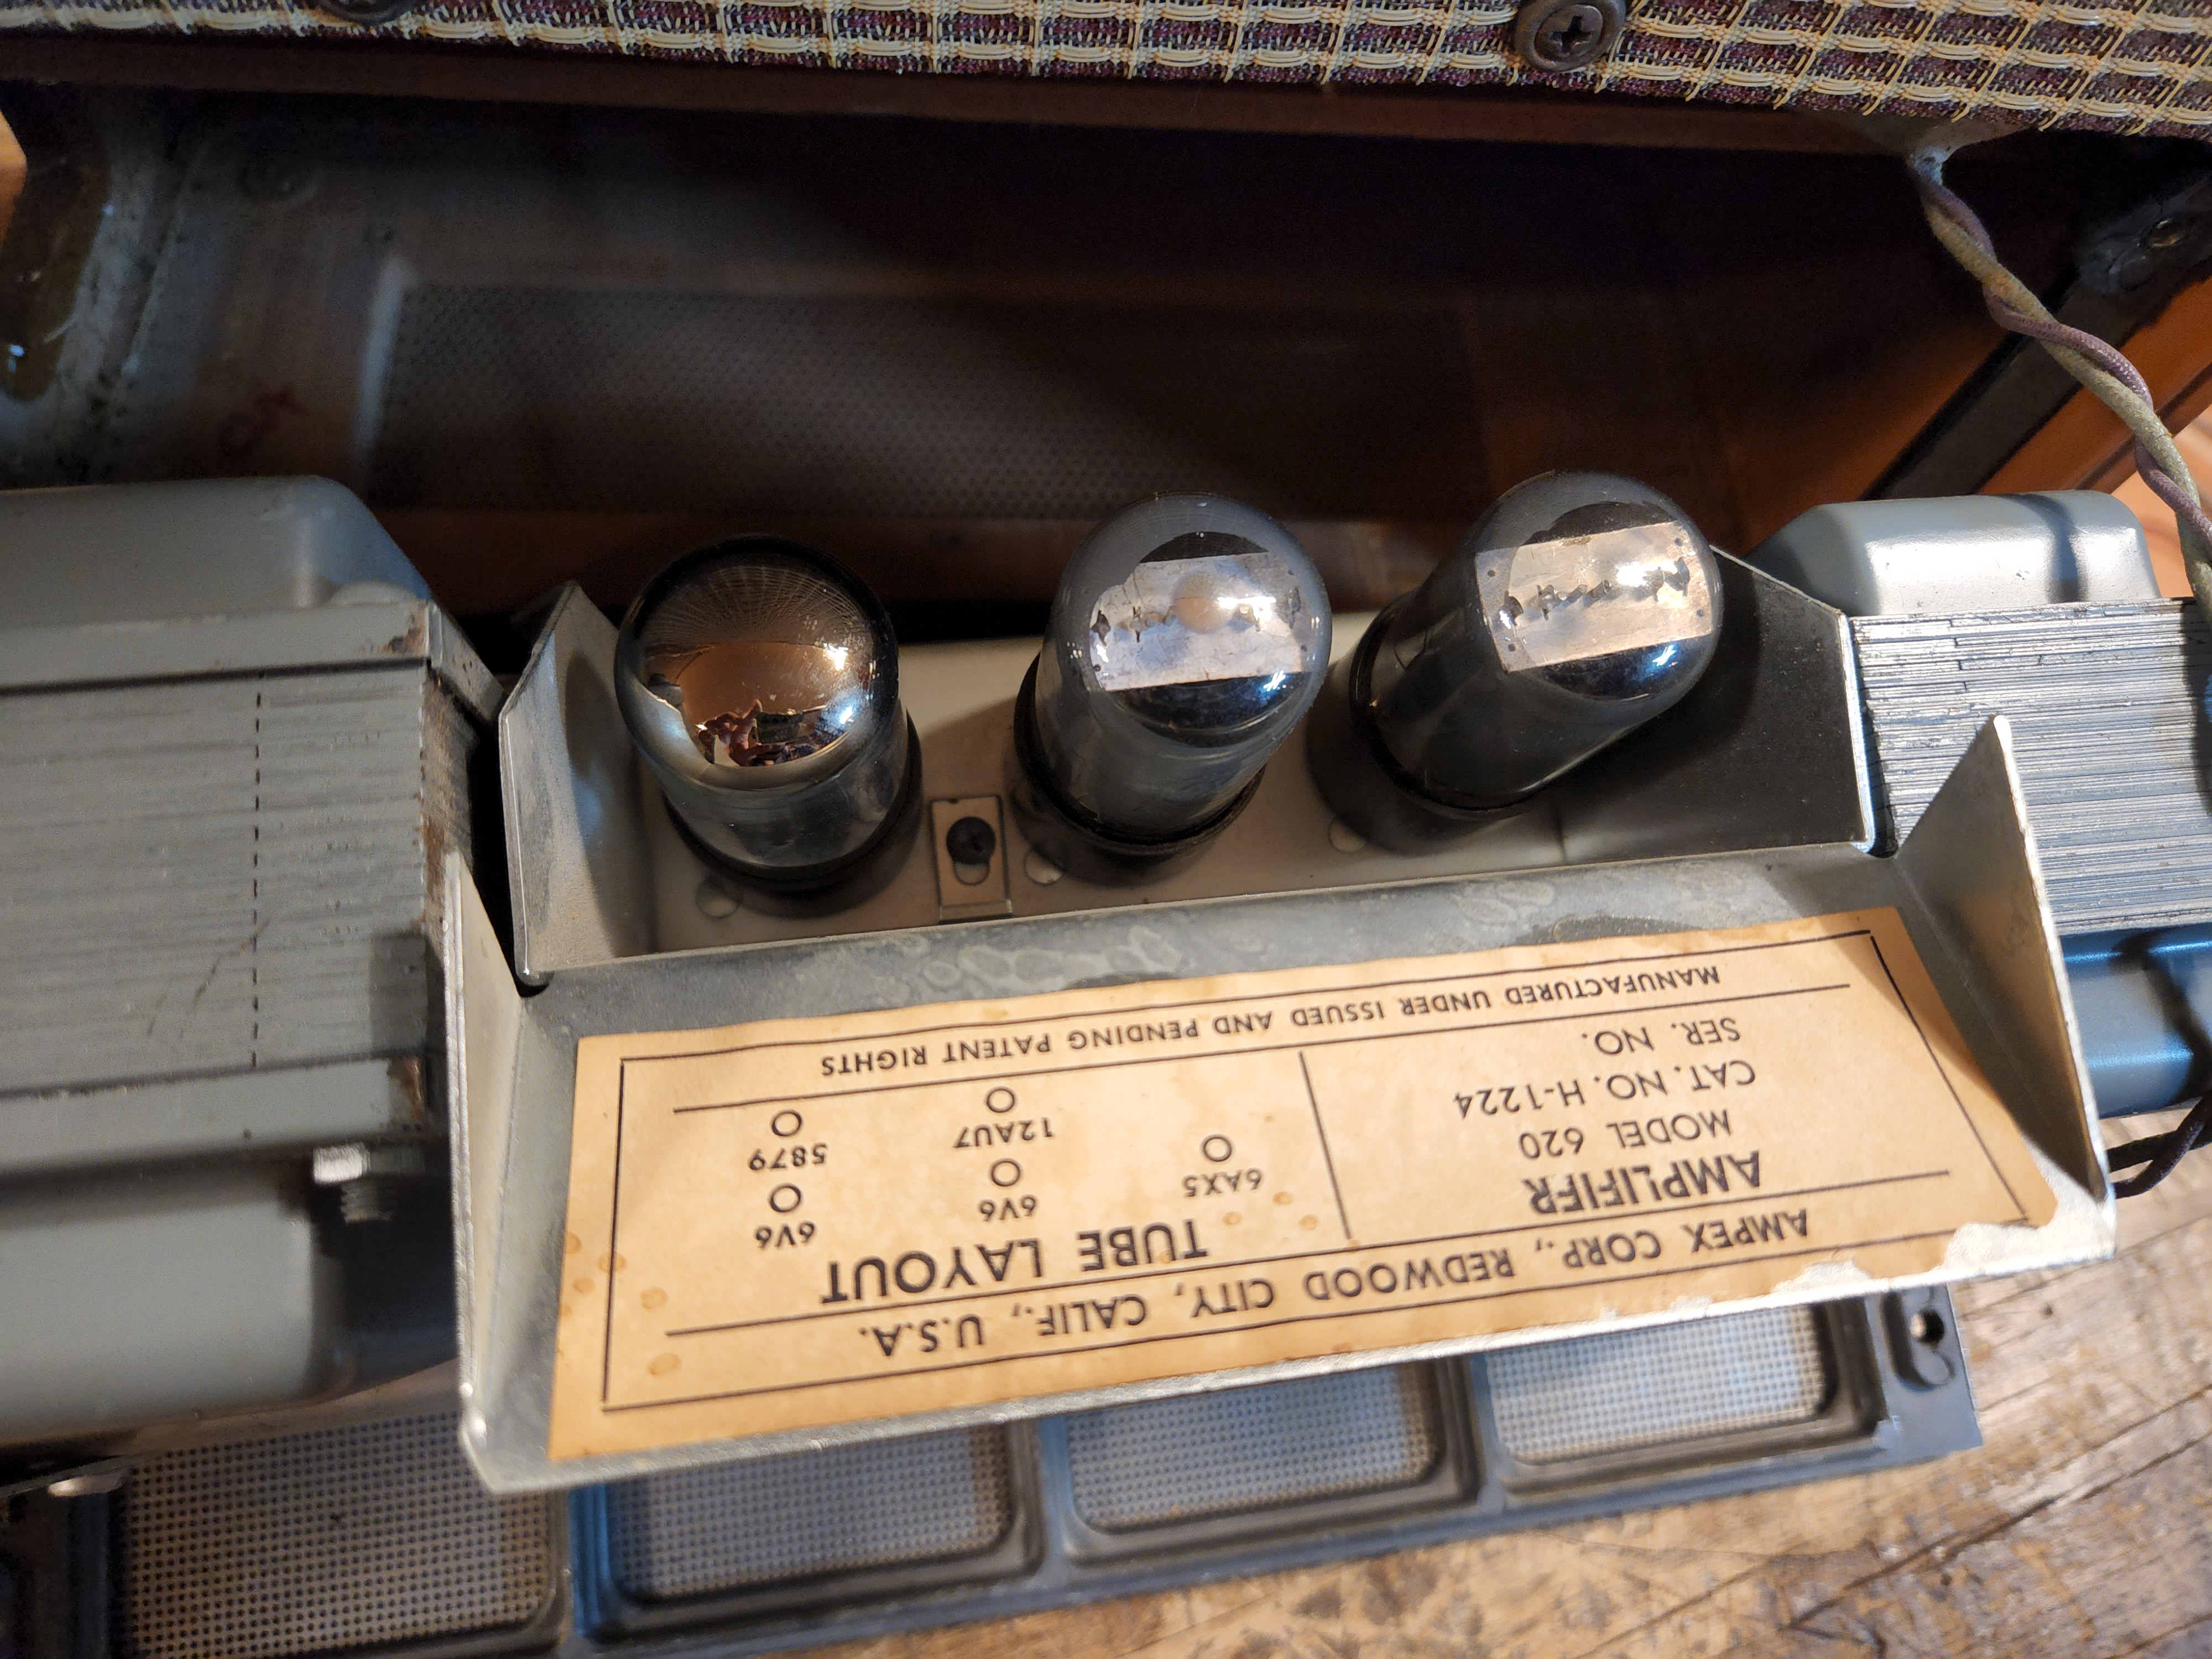 AMPEX CORP., REDWOOD CITY, CALIF., U.S.A.
AMPLIFIER
MODEL 620
CAT. NO. H-1224
SER. NO.
TUBE LAYOUT
6AX5 6V6 6V6
12AU7 5879
MANUFACTURED UNDER ISSUED AND PENDING PATENT RIGHTS